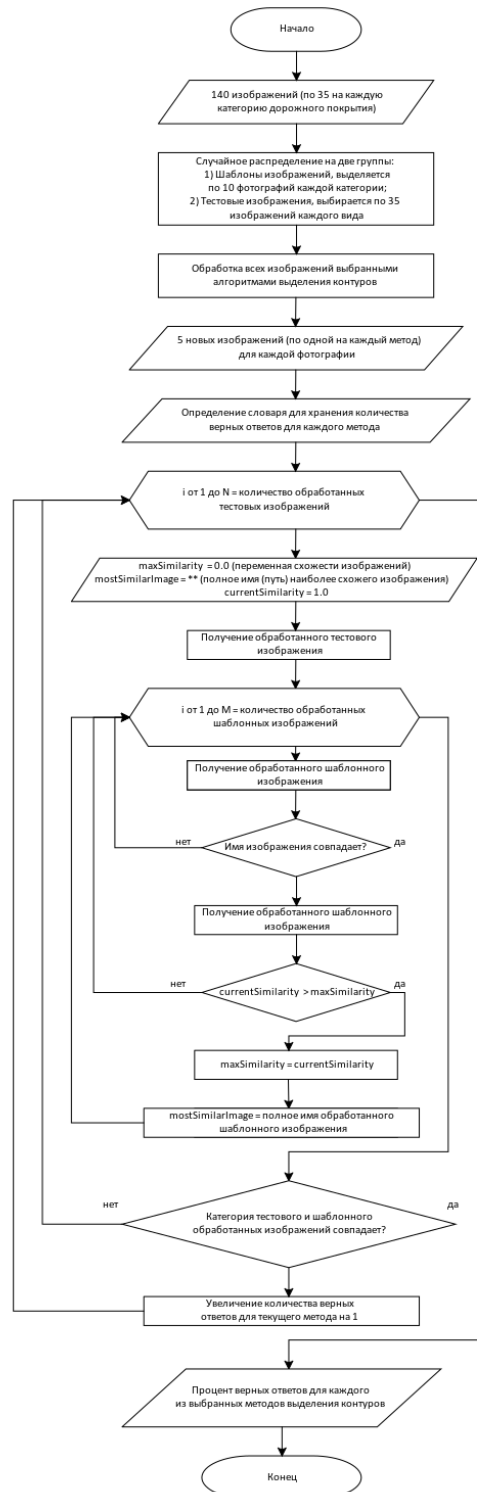 Начало
140 изображений (по 35 на каждую
категорию дорожного покрытия)
Случайное распределение на две группы:
1) Шаблоны изображений, выделяется
по 10 фотографий каждой категории;
2) Тестовые изображения, выбирается по 35
изображений каждого вида
Обработка всех изображений выбранными
алгоритмами выделения контуров
5 новых изображений (по одной на каждый метод)
для каждой фотографии
Определение словаря для хранения количества
верных ответов для каждого метода
i от 1 до N = количество обработанных
тестовых изображений
maxSimilarity = 0.0 (переменная схожести изображений)
mostSimilarImage = "" (полное имя (путь) наиболее схожего изображения)
currentSimilarity = 1.0
Получение обработанного тестового
изображения
i от 1 до M = количество обработанных
шаблонных изображений
Получение обработанного шаблонного
изображения
нет
Имя изображения совпадает?
да
Получение обработанного шаблонного
изображения
нет
currentSimilarity > maxSimilarity
да
maxSimilarity = currentSimilarity
mostSimilarImage = полное имя обработанного
шаблонного изображения
нет
Категория тестового и шаблонного
обработанных изображений совпадает?
да
Увеличение количества верных
ответов для текущего метода на 1
Процент верных ответов для каждого
из выбранных методов выделения контуров
Конец